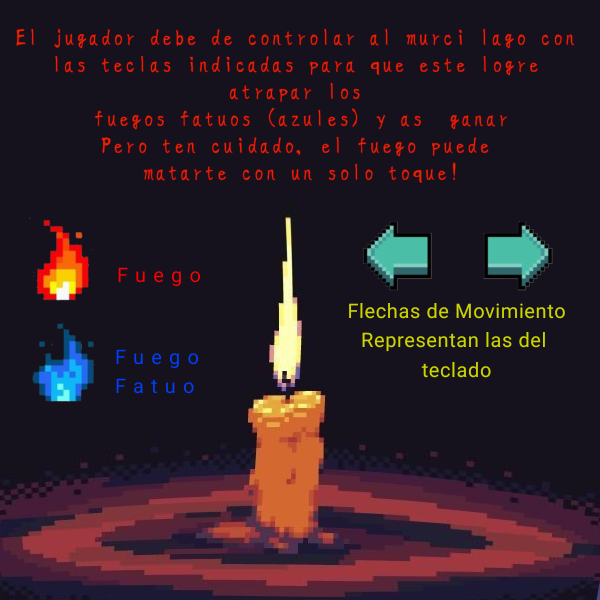 El jugador debe de controlar al murci lago con
las teclas indicadas para que este logre
atrapar los
fuegos fatuos (azules) y as  ganar
Pero ten cuidado, el fuego puede
matarte con un solo toque!
Fuego
Fuego
Fatuo
Flechas de Movimiento
Representan las del
teclado